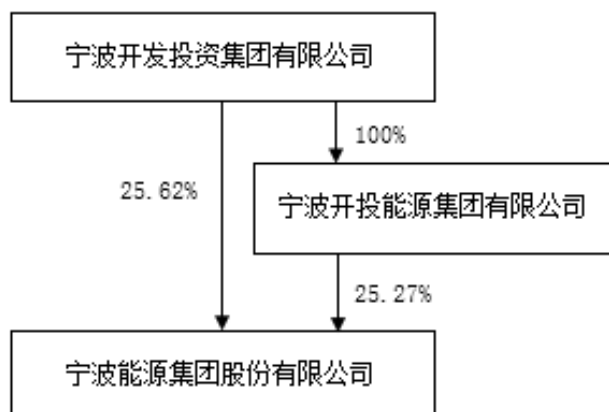 宁波开发投资集团有限公司
100%
25.62%
宁波开投能源集团有限公司
25.27%
宁波能源集团股份有限公司